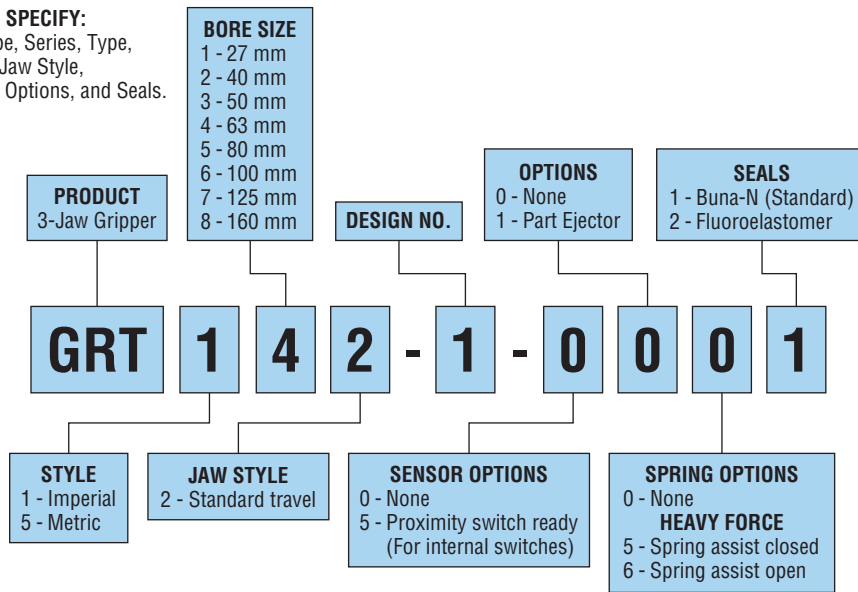 SPECIFY:
Series, Type,
Jaw Style,
Options, and Seals.
BORE SIZE
1 - 27 mm
2 - 40 mm
3 - 50 mm
4 - 63 mm
5 - 80 mm
6 - 100 mm
7 - 125 mm
8 - 160 mm
PRODUCT
3-Jaw Gripper
DESIGN NO.
OPTIONS
0 - None
1 - Part Ejector
SEALS
1 - Buna-N (Standard)
2 - Fluoroelastomer
GRT 1 4 2 - 1 - 0 0 0 1
STYLE
1 - Imperial
5 - Metric
JAW STYLE
2 - Standard travel
SENSOR OPTIONS
0 - None
5 - Proximity switch ready
(For internal switches)
SPRING OPTIONS
0 - None
HEAVY FORCE
5 - Spring assist closed
6 - Spring assist open